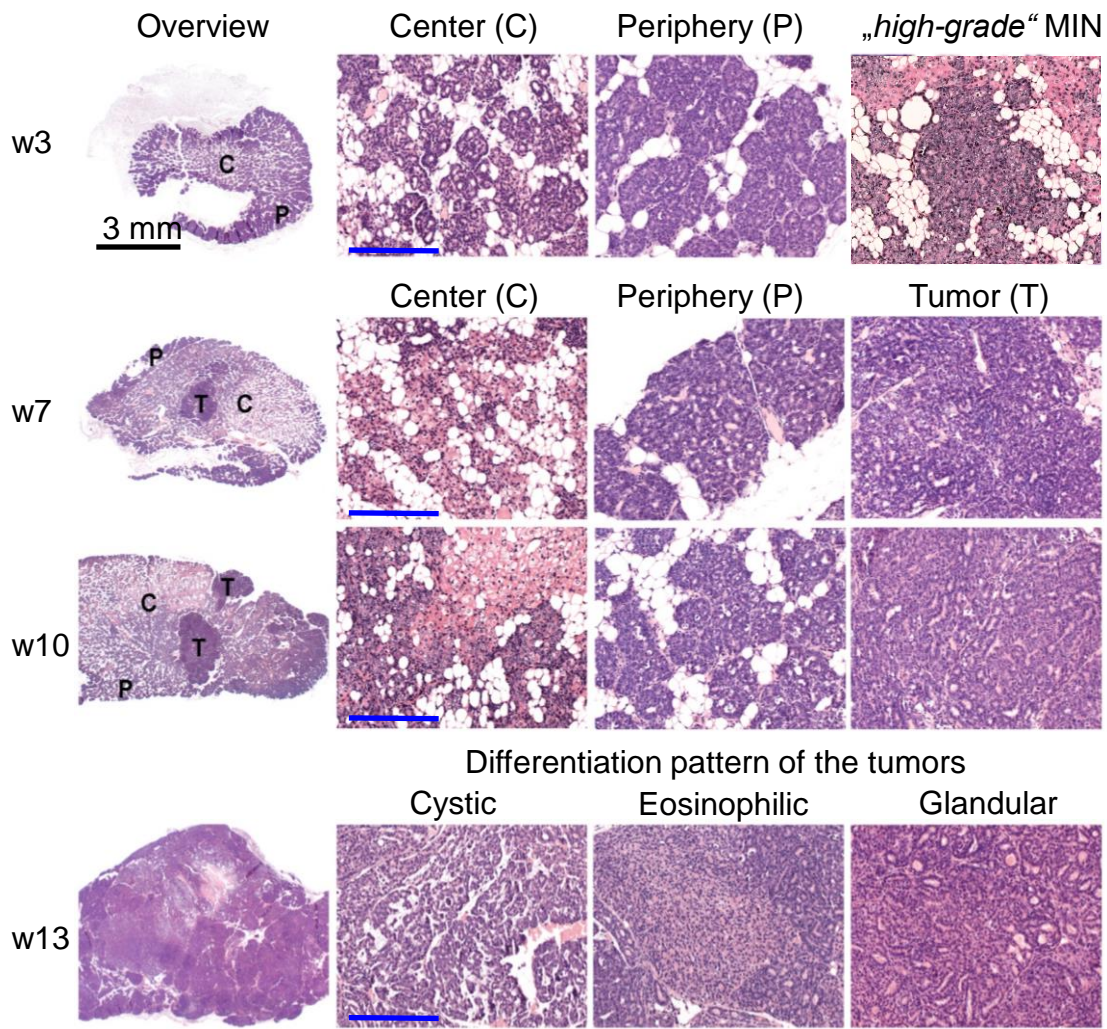 Overview Center (C) Periphery (P) „high-grade“ MIN
w3
C
P
3 mm
Center (C) Periphery (P) Tumor (T)
w7
P
T C
w10
C T
T
P
Differentiation pattern of the tumors
Cystic Eosinophilic Glandular
w13